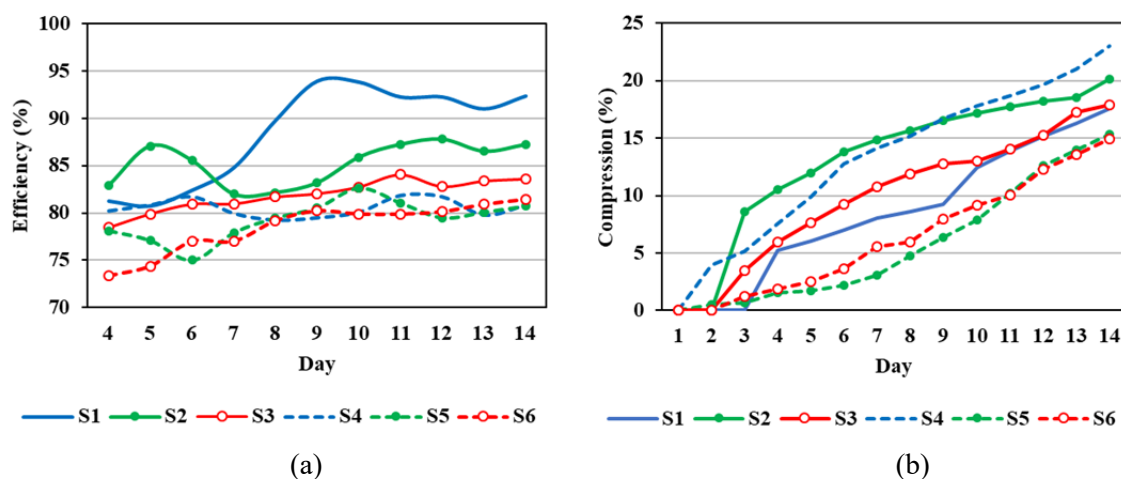 100
95
90
85
80
75
70
Efficiency (%)
4 5 6 7 8 9 10 11 12 13 14
Day
S1 S2 S3 S4 S5 S6
(a)
25
20
15
10
5
0
Compression (%)
1 2 3 4 5 6 7 8 9 10 11 12 13 14
Day
S1 S2 S3 S4 S5 S6
(b)